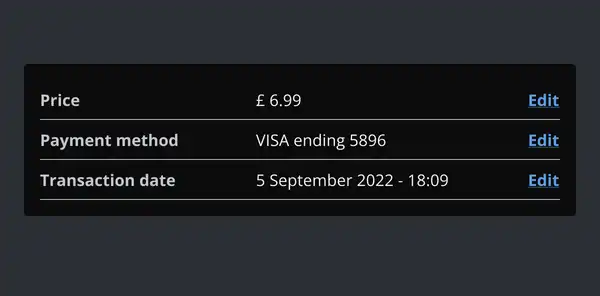 Price £ 6.99 Edit
Payment method VISA ending 5896 Edit
Transaction date 5 September 2022 - 18:09 Edit